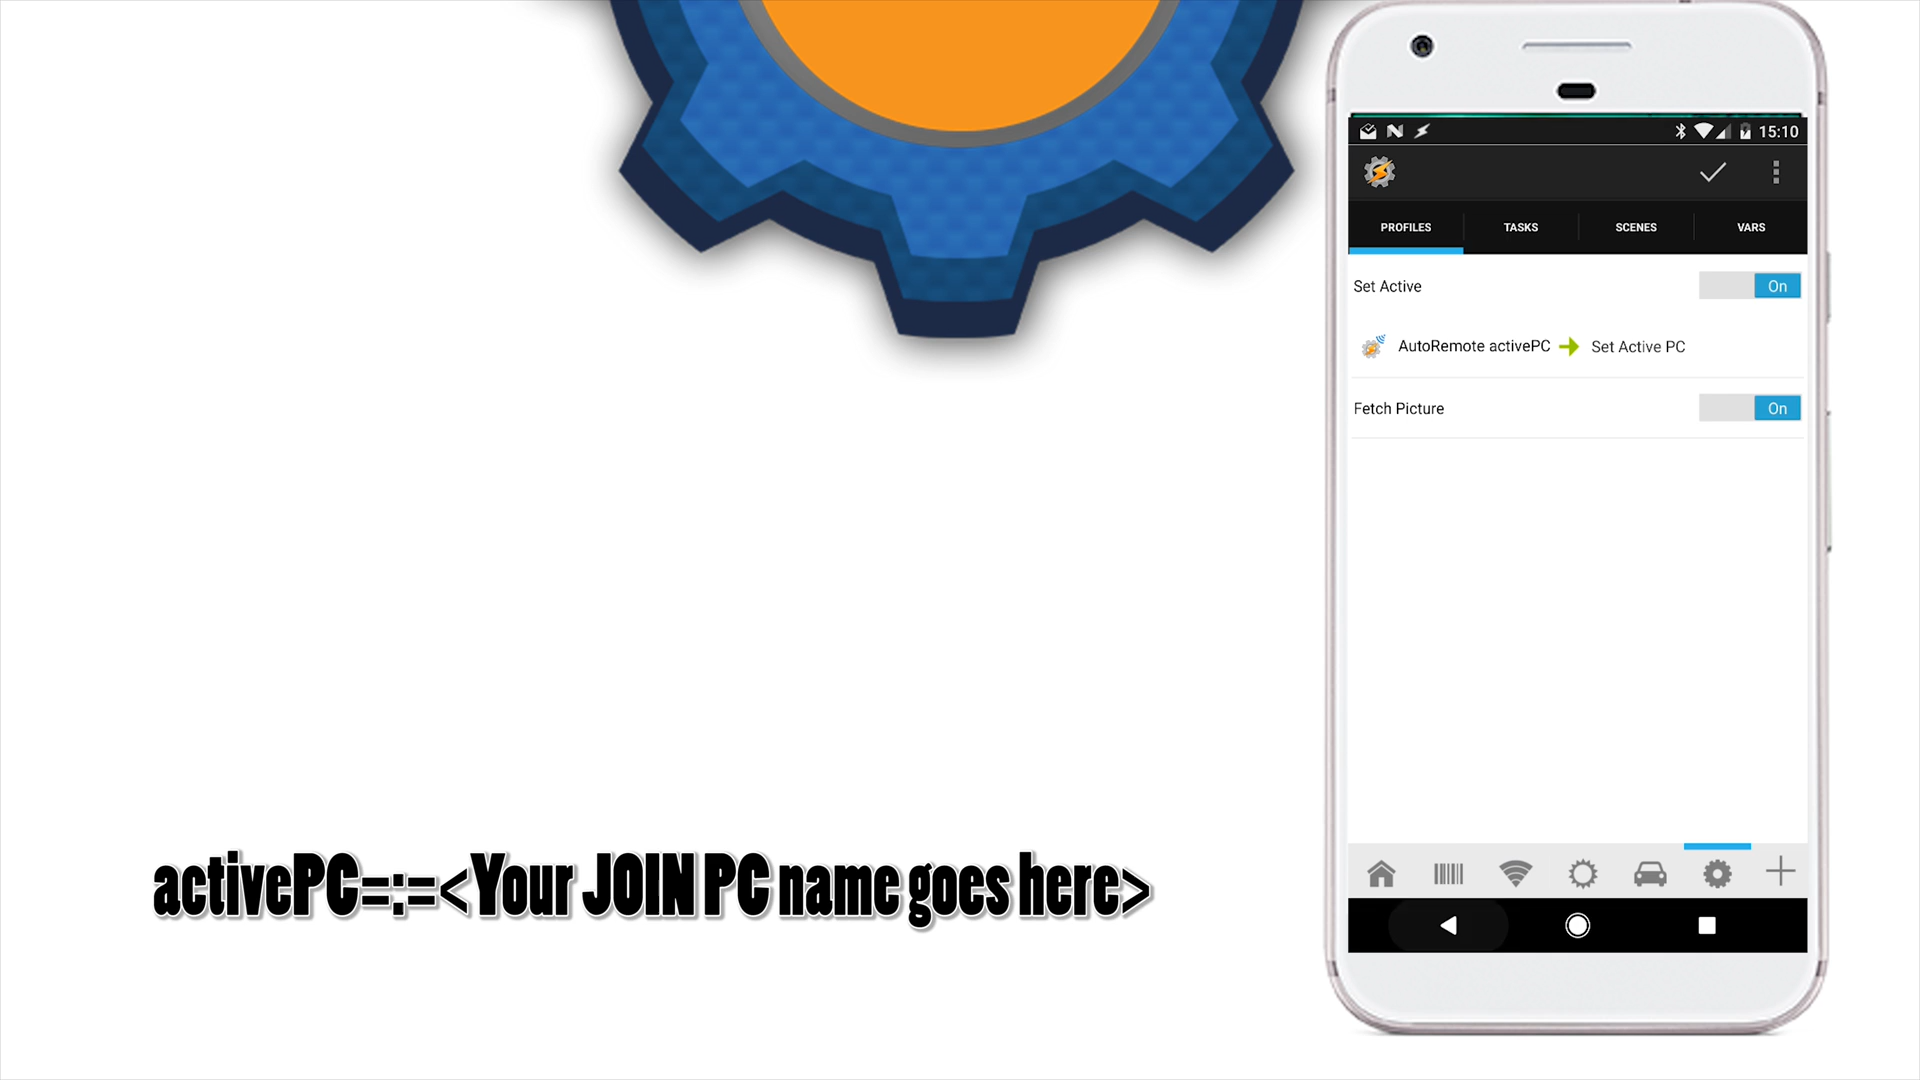 15:10
PROFILES TASKS SCENES VARS
Set Active On
AutoRemote activePC Set Active PC
Fetch Picture On
activePC=:=<Your JOIN PC name goes here>